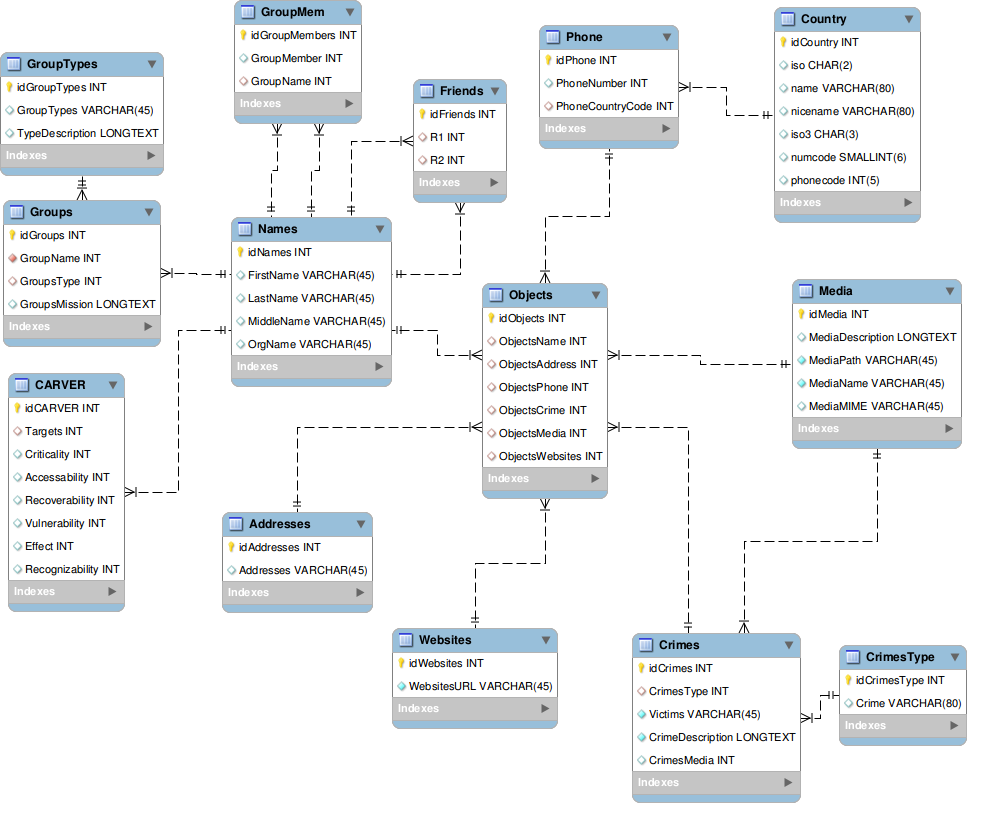 GroupMem
idGroupMembers INT
GroupMember INT
GroupName INT
Indexes
Country
idCountry INT
iso CHAR(2)
name VARCHAR(80)
nicename VARCHAR(80)
iso3 CHAR(3)
numcode SMALLINT(6)
phonecode INT(5)
Indexes
Phone
idPhone INT
PhoneNumber INT
PhoneCountryCode INT
Indexes
GroupTypes
idGroupTypes INT
GroupTypes VARCHAR(45)
TypeDescription LONGTEXT
Indexes
Friends
idFriends INT
R1 INT
R2 INT
Indexes
Groups
idGroups INT
GroupName INT
GroupsType INT
GroupsMission LONGTEXT
Indexes
Names
idNames INT
FirstName VARCHAR(45)
LastName VARCHAR(45)
MiddleName VARCHAR(45)
OrgName VARCHAR(45)
Indexes
Objects
idObjects INT
ObjectsName INT
ObjectsAddress INT
ObjectsPhone INT
ObjectsCrime INT
ObjectsMedia INT
ObjectsWebsites INT
Indexes
Media
idMedia INT
MediaDescription LONGTEXT
MediaPath VARCHAR(45)
MediaName VARCHAR(45)
MediaMIME VARCHAR(45)
Indexes
CARVER
idCARVER INT
Targets INT
Criticality INT
Accessability INT
Recoverability INT
Vulnerability INT
Effect INT
Recognizability INT
Indexes
Addresses
idAddresses INT
Addresses VARCHAR(45)
Indexes
Websites
idWebsites INT
WebsitesURL VARCHAR(45)
Indexes
Crimes
idCrimes INT
CrimesType INT
Victims VARCHAR(45)
CrimeDescription LONGTEXT
CrimesMedia INT
Indexes
CrimesType
idCrimesType INT
Crime VARCHAR(80)
Indexes